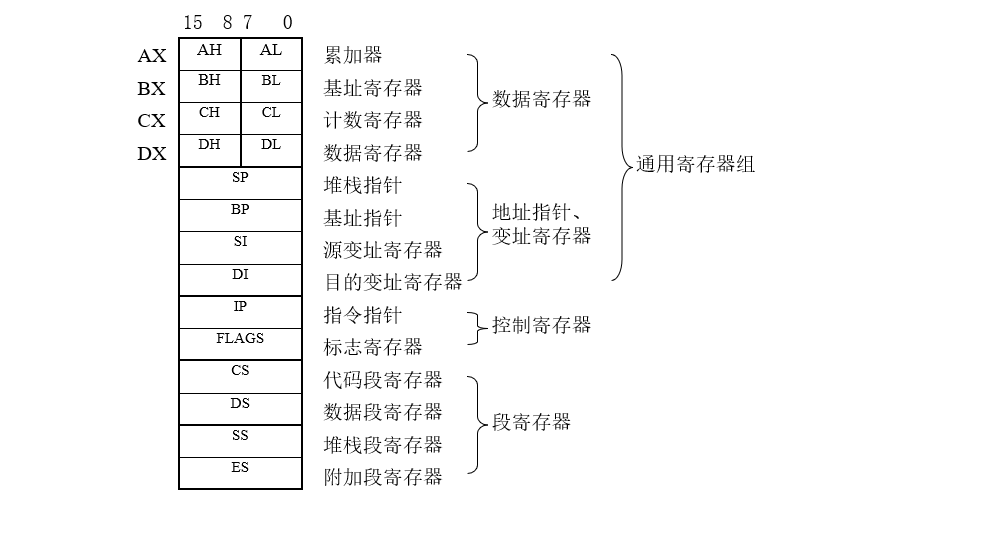 15 8 7 0
AX AH AL 累加器
BX BH BL 基址寄存器
数据寄存器
CX CH CL 计数寄存器
DX DH DL 数据寄存器
通用寄存器组
SP 堆栈指针
BP 基址指针
地址指针、
变址寄存器
SI 源变址寄存器
DI 目的变址寄存器
IP 指令指针
控制寄存器
FLAGS 标志寄存器
CS 代码段寄存器
DS 数据段寄存器
段寄存器
SS 堆栈段寄存器
ES 附加段寄存器